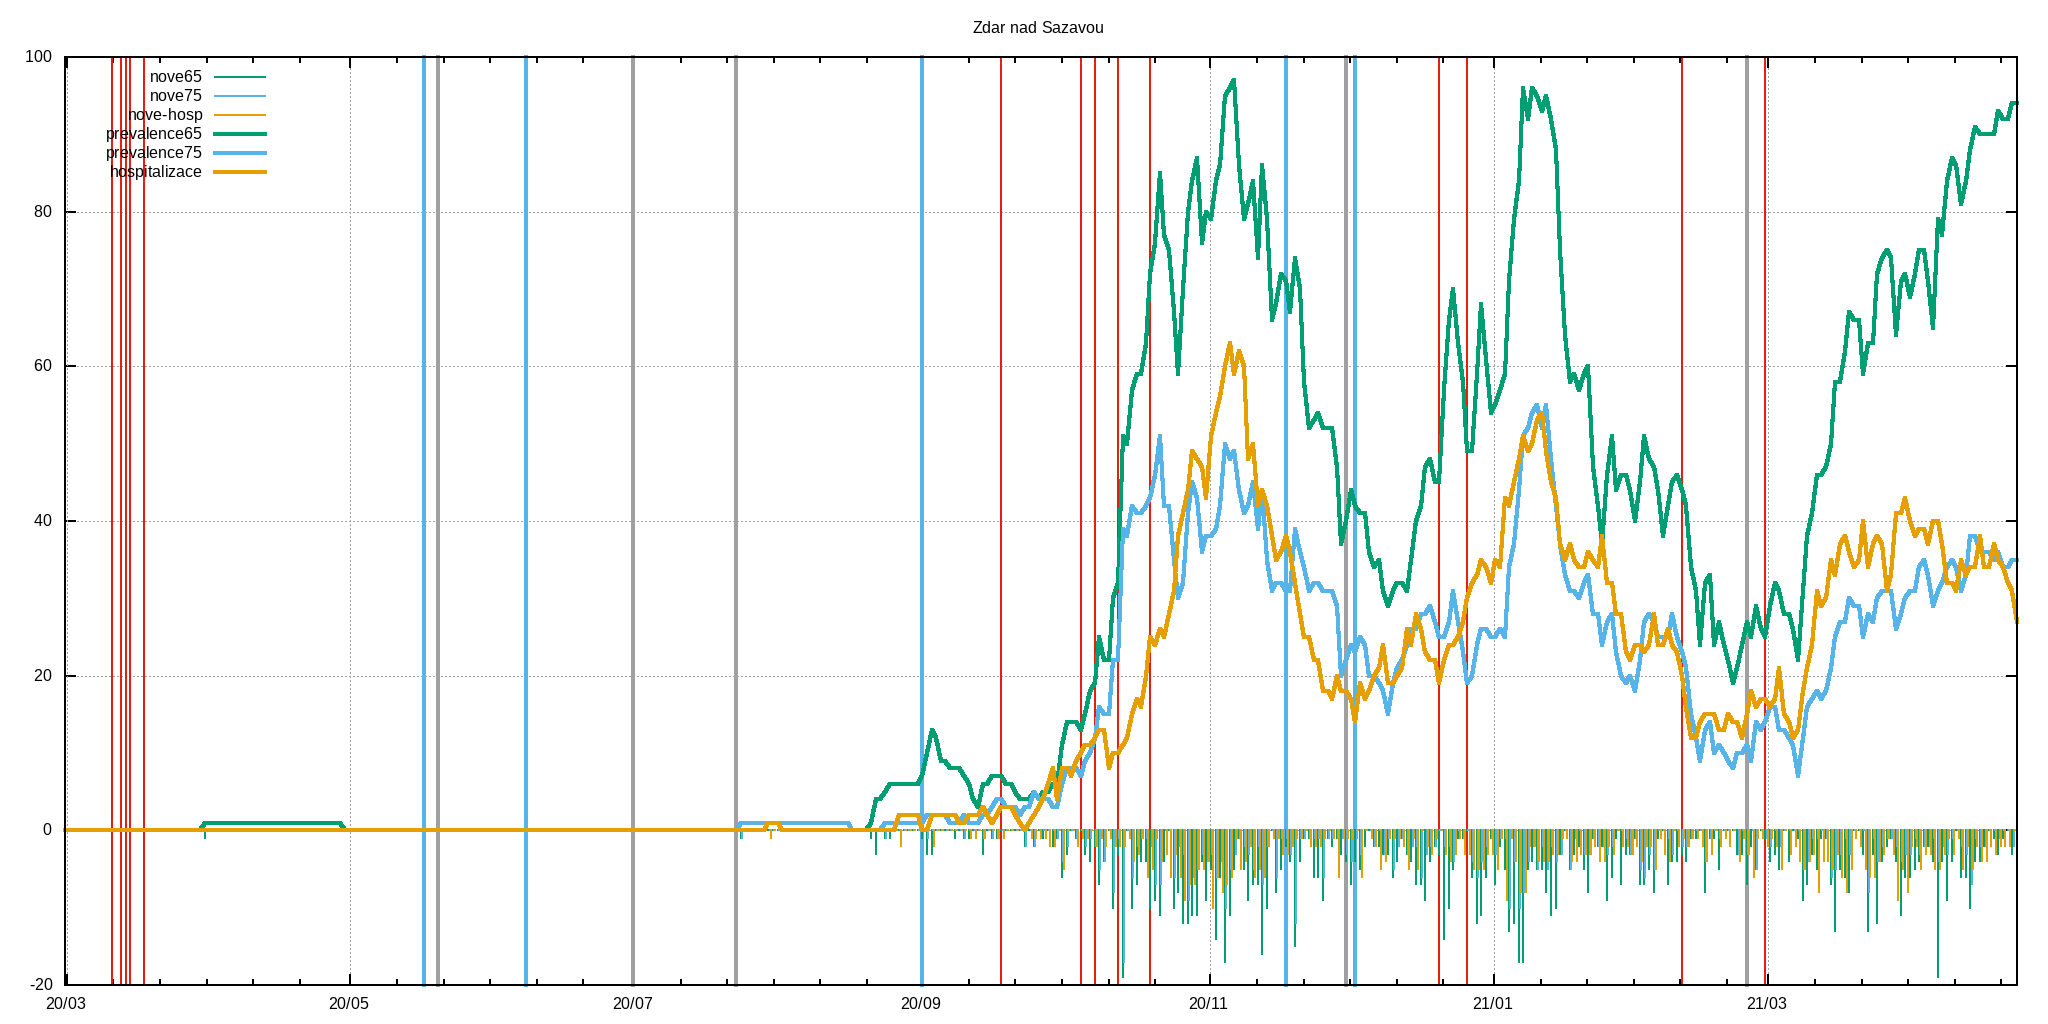 Zdar nad Sazavou
100
80
60
40
20
0
-20
nove65
nove75
nove-hosp
prevalence65
prevalence75
hospitalizace
20/03 20/05 20/07 20/09 20/11 21/01 21/03